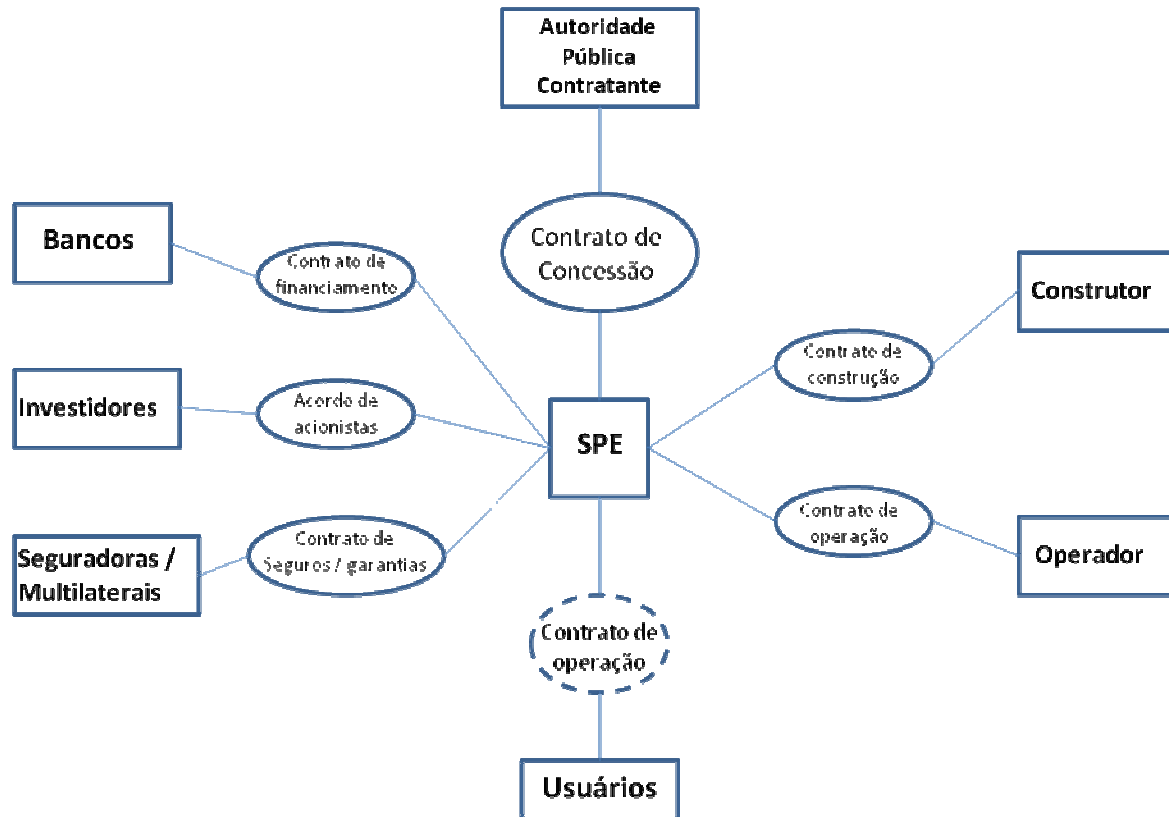 Autoridade
Pública
Contratante
Bancos
Contrato de
financiamento
Contrato de
Concessão
Construtor
Contrato de
construção
Investidores
Acordo de
acionistas
SPE
Seguradoras /
Multilaterais
Contrato de
Seguros / garantias
Contrato de
operação
Operador
Contrato de
operação
Usuários